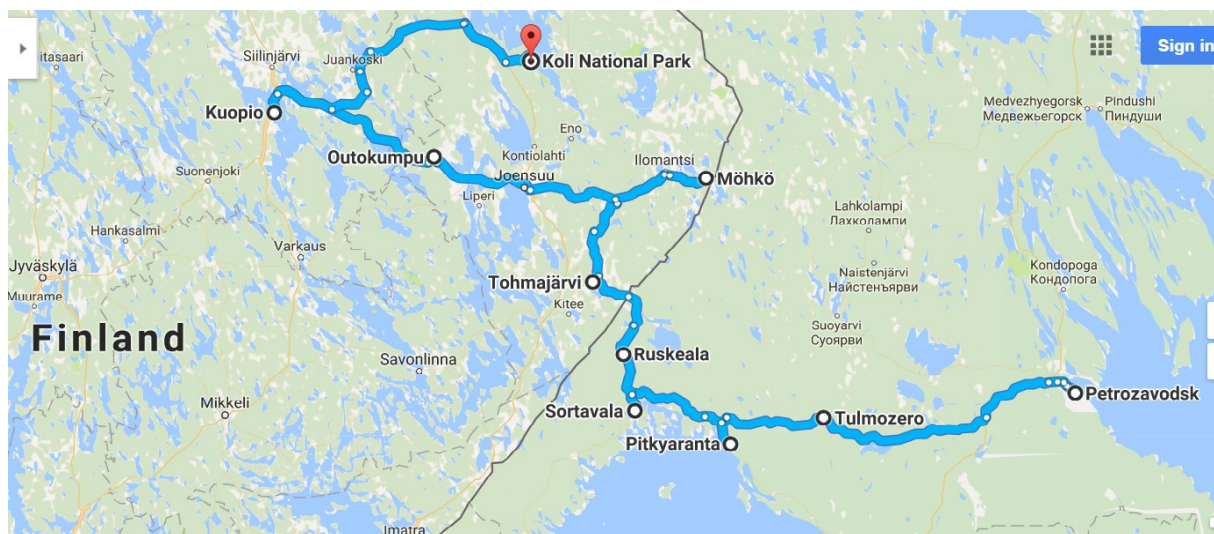 Sign in
itasaari
Siilinjärvi
Juankoski
Koli National Park
Kuopio
Medvezhyegorsk
Медвежьегорск
Pindushi
Пиндуши
Eno
Outokumpu
Kontiolahti
Ilomantsi
Suonenjoki
Joensuu
Möhkö
Liperi
Lahkolampi
Лахколампи
Hankasalmi
Varkaus
Jyväskylä
Muurame
Naistenjärvi
Найстенъярви
Kondopoga
Кондопога
Tohmajärvi
Kitee
Suoyarvi
Суоярви
Finland
Savonlinna
Ruskeala
Mikkeli
Sortavala
Petrozavodsk
Tulmozero
Pitkyaranta
Imatra